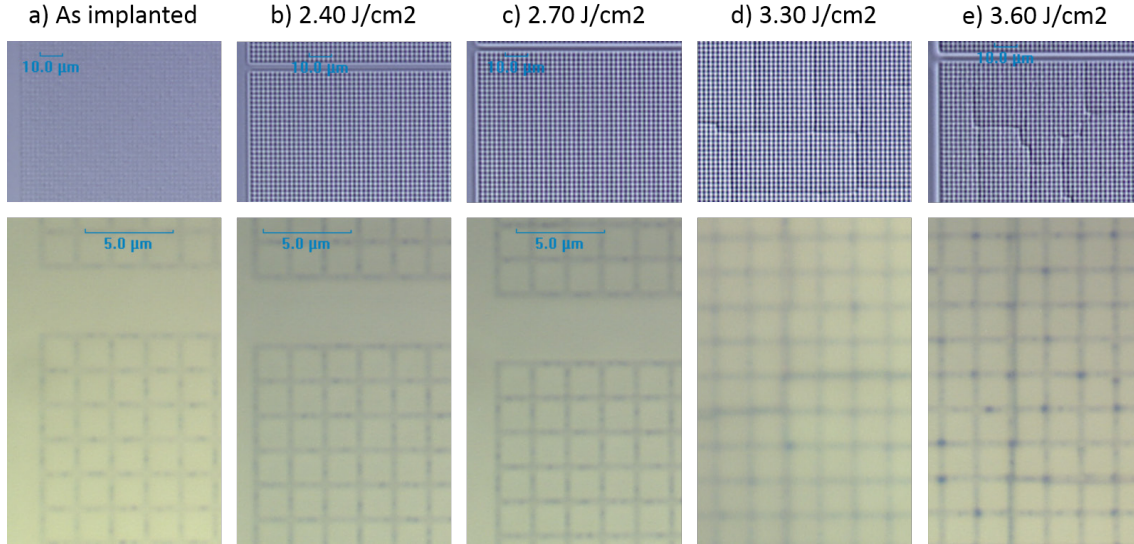 a) As implanted
b) 2.40 J/cm2
c) 2.70 J/cm2
d) 3.30 J/cm2
e) 3.60 J/cm2
10.0 µm
10.0 µm
10.0 µm
10.0 µm
5.0 µm
5.0 µm
5.0 µm